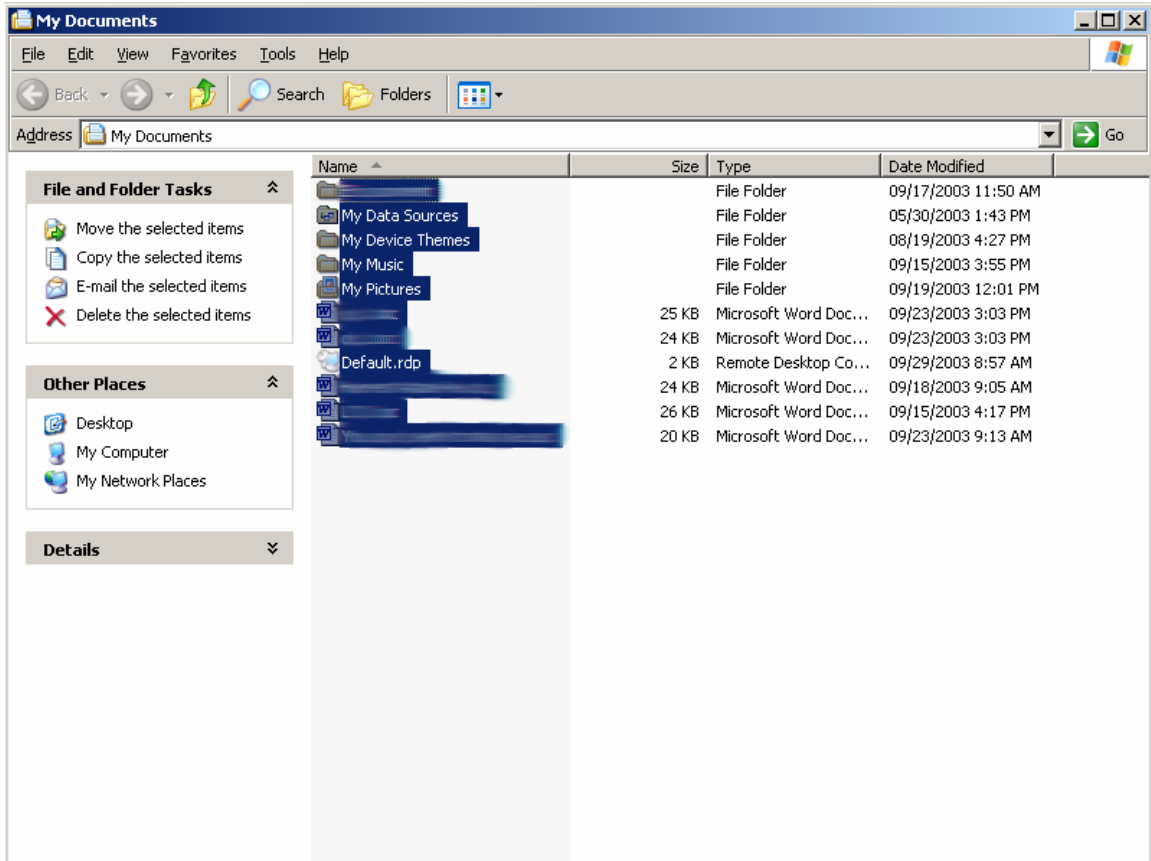 My Documents
File Edit View Favorites Tools Help
Back Search Folders
Address My Documents Go
File and Folder Tasks
Move the selected items
Copy the selected items
E-mail the selected items
Delete the selected items
Other Places
Desktop
My Computer
My Network Places
Details
Name Size Type Date Modified
File Folder 09/17/2003 11:50 AM
My Data Sources File Folder 05/30/2003 1:43 PM
My Device Themes File Folder 08/19/2003 4:27 PM
My Music File Folder 09/15/2003 3:55 PM
My Pictures File Folder 09/19/2003 12:01 PM
25 KB Microsoft Word Doc... 09/23/2003 3:03 PM
24 KB Microsoft Word Doc... 09/23/2003 3:03 PM
Default.rdp 2 KB Remote Desktop Co... 09/29/2003 8:57 AM
24 KB Microsoft Word Doc... 09/18/2003 9:05 AM
26 KB Microsoft Word Doc... 09/15/2003 4:17 PM
20 KB Microsoft Word Doc... 09/23/2003 9:13 AM